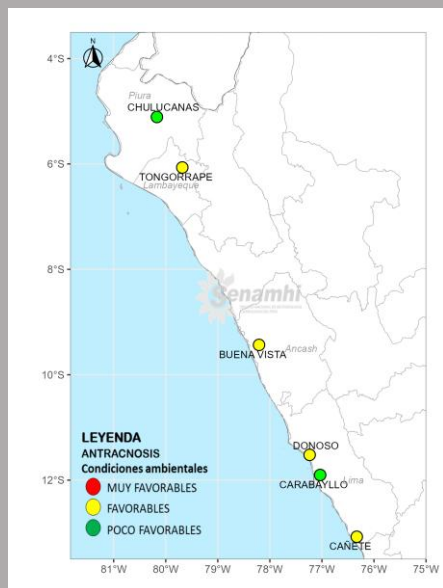 N
4°S
Piura
CHULUCANAS
6°S
TONGORRAPE
Lambayeque
8°S
Senamhi
BUENA VISTA
Ancash
10°S
LEYENDA
ANTRACNOSIS
Condiciones ambientales
MUY FAVORABLES
FAVORABLES
POCO FAVORABLES
DONOSO
12°S
CARABAYLLO
Lima
CAÑETE
81°W
80°W
79°W
78°W
77°W
76°W
75°W